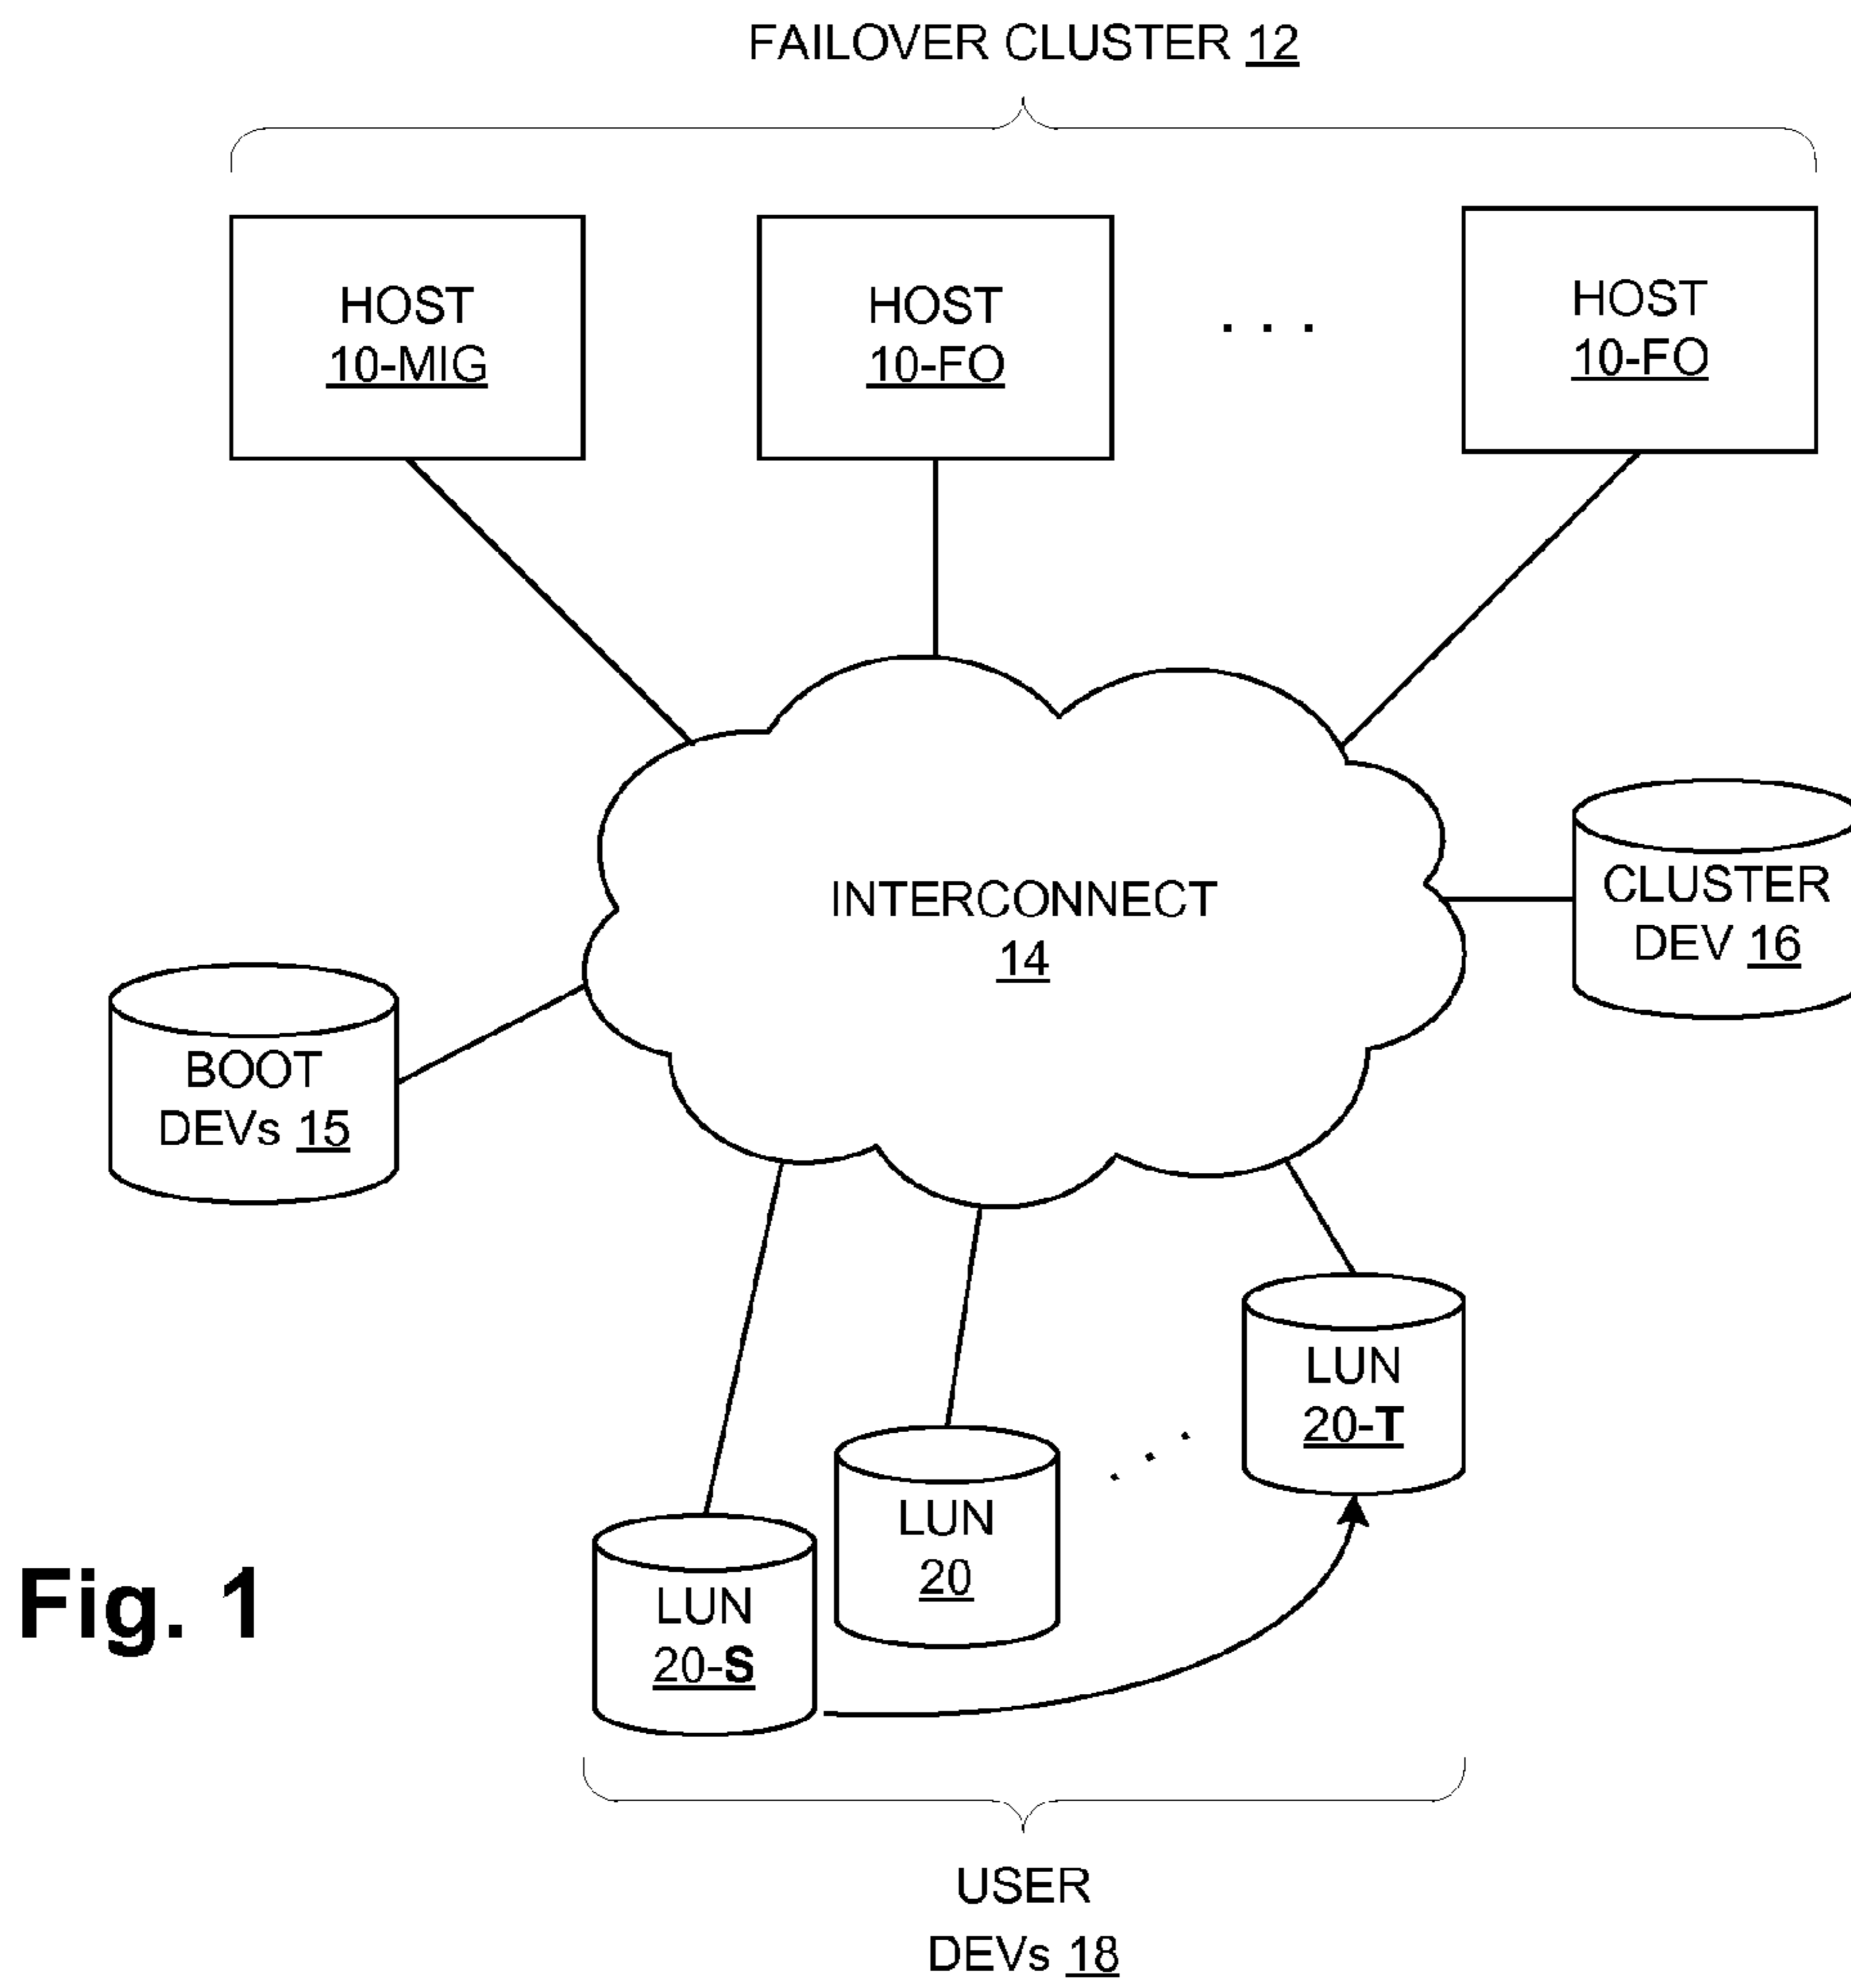 FAILOVER CLUSTER 12
HOST
10-MIG
HOST
10-FO
. . .
HOST
10-FO
INTERCONNECT
14
CLUSTER
DEV 16
BOOT
DEVs 15
LUN
20-T
LUN
20
LUN
20-S
Fig. 1
USER
DEVs 18